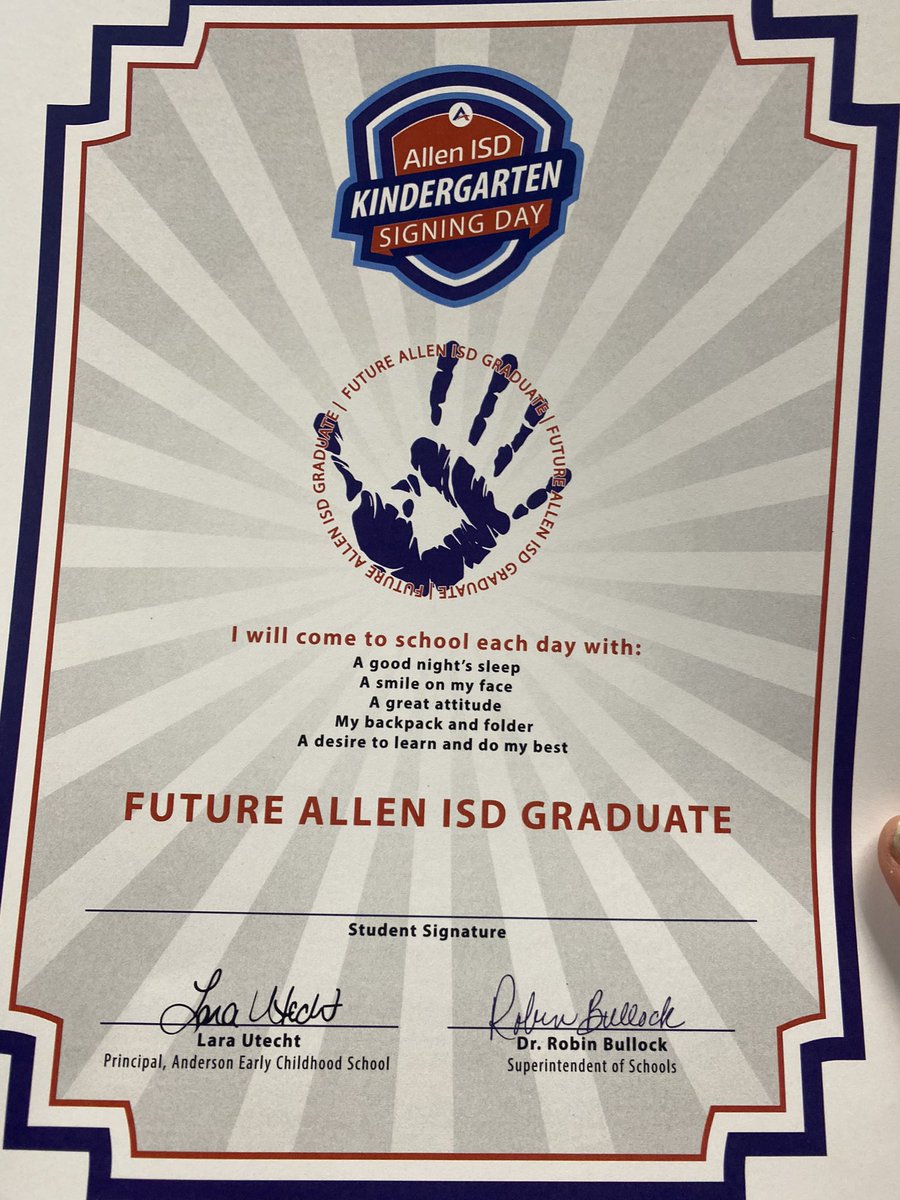 Allen ISD
KINDERGARTEN
SIGNING DAY
FUTURE ALLEN ISD GRADUATE | FUTURE ALLEN ISD GRADUATE | FUTURE ALLEN ISD GRADUATE |
I will come to school each day with:
A good night's sleep
A smile on my face
A great attitude
My backpack and folder
A desire to learn and do my best
FUTURE ALLEN ISD GRADUATE
Student Signature
Lara Utecht
Robin Bullock
Lara Utecht
Dr. Robin Bullock
Principal, Anderson Early Childhood School
Superintendent of Schools